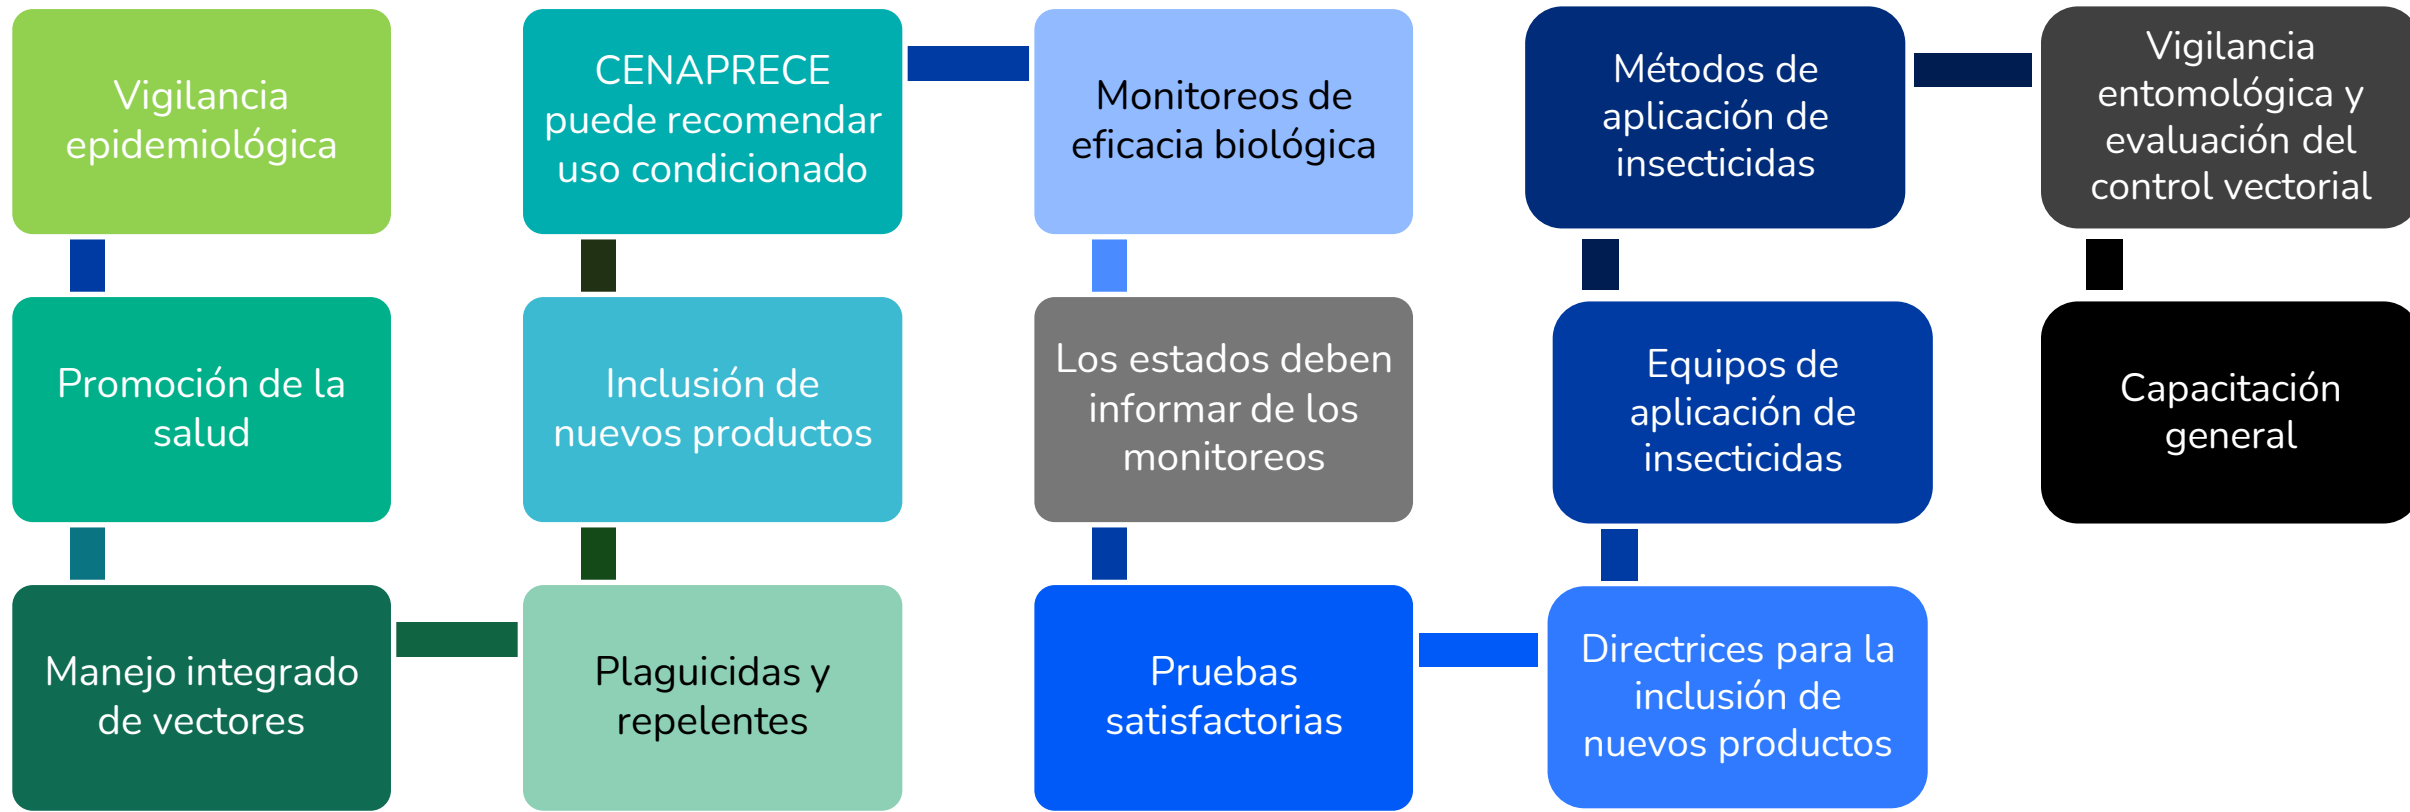 Vigilancia
epidemiológica
Promoción de la
salud
Manejo integrado
de vectores
Plaguicidas y
repelentes
Inclusión de
nuevos productos
CENAPRECE
puede recomendar
uso condicionado
Monitoreos de
eficacia biológica
Los estados deben
informar de los
monitoreos
Pruebas
satisfactorias
Directrices para la
inclusión de
nuevos productos
Equipos de
aplicación de
insecticidas
Métodos de
aplicación de
insecticidas
Vigilancia
entomológica y
evaluación del
control vectorial
Capacitación
general